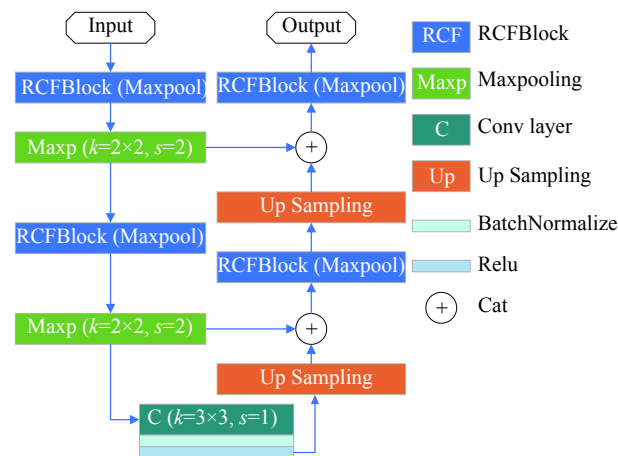 Input
RCFBlock (Maxpool)
Maxp (k=2×2, s=2)
RCFBlock (Maxpool)
Maxp (k=2×2, s=2)
C (k=3×3, s=1)
Output
RCFBlock (Maxpool)
+
Up Sampling
RCFBlock (Maxpool)
+
Up Sampling
RCF RCFBlock
Maxp Maxpooling
C Conv layer
Up Up Sampling
BatchNormalize
Relu
+ Cat